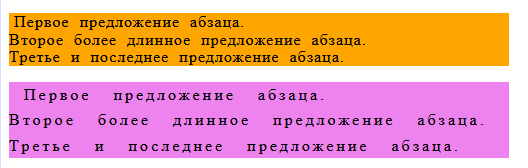 Первое предложение абзаца.
Второе более длинное предложение абзаца.
Третье и последнее предложение абзаца.
Первое предложение абзаца.
Второе более длинное предложение абзаца.
Третье и последнее предложение абзаца.